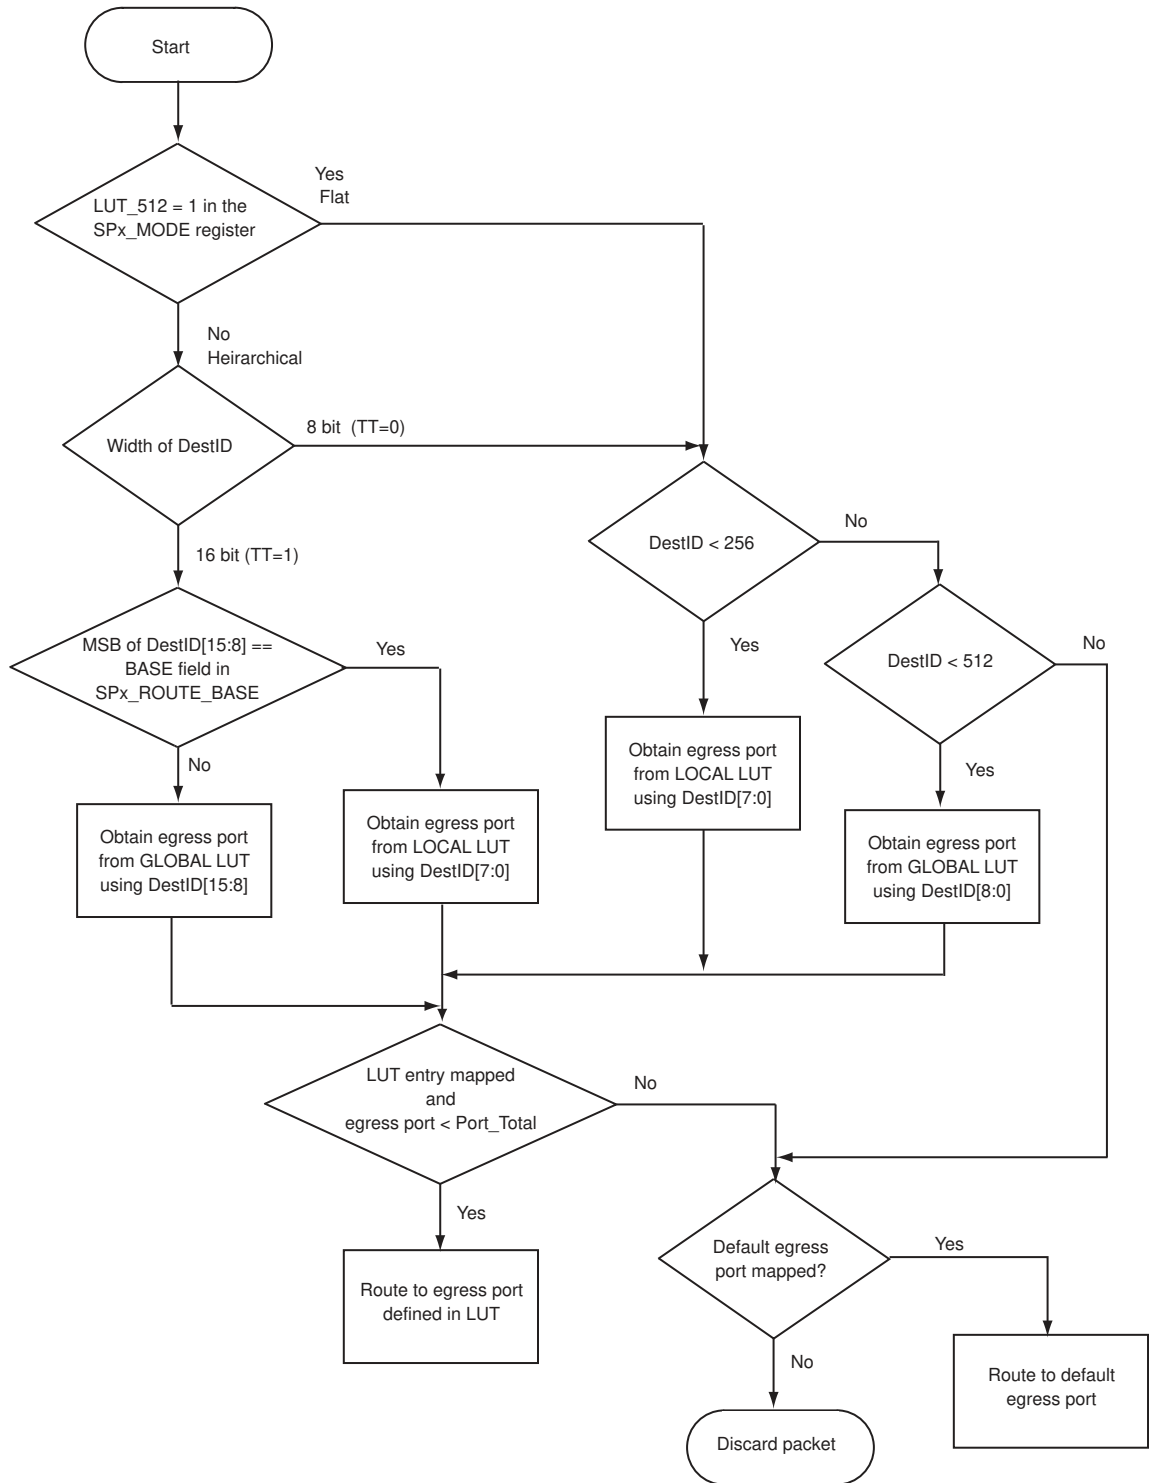 Start
LUT_512 = 1 in the
SPx_MODE register
Yes
Flat
No
Heirarchical
Width of DestID
8 bit (TT=0)
16 bit (TT=1)
DestID < 256
No
Yes
DestID < 512
No
Yes
MSB of DestID[15:8] ==
BASE field in
SPx_ROUTE_BASE
Yes
No
Obtain egress port
from GLOBAL LUT
using DestID[15:8]
Obtain egress port
from LOCAL LUT
using DestID[7:0]
Obtain egress port
from LOCAL LUT
using DestID[7:0]
Obtain egress port
from GLOBAL LUT
using DestID[8:0]
LUT entry mapped
and
egress port < Port_Total
No
Yes
Route to egress port
defined in LUT
Default egress
port mapped?
Yes
No
Route to default
egress port
Discard packet